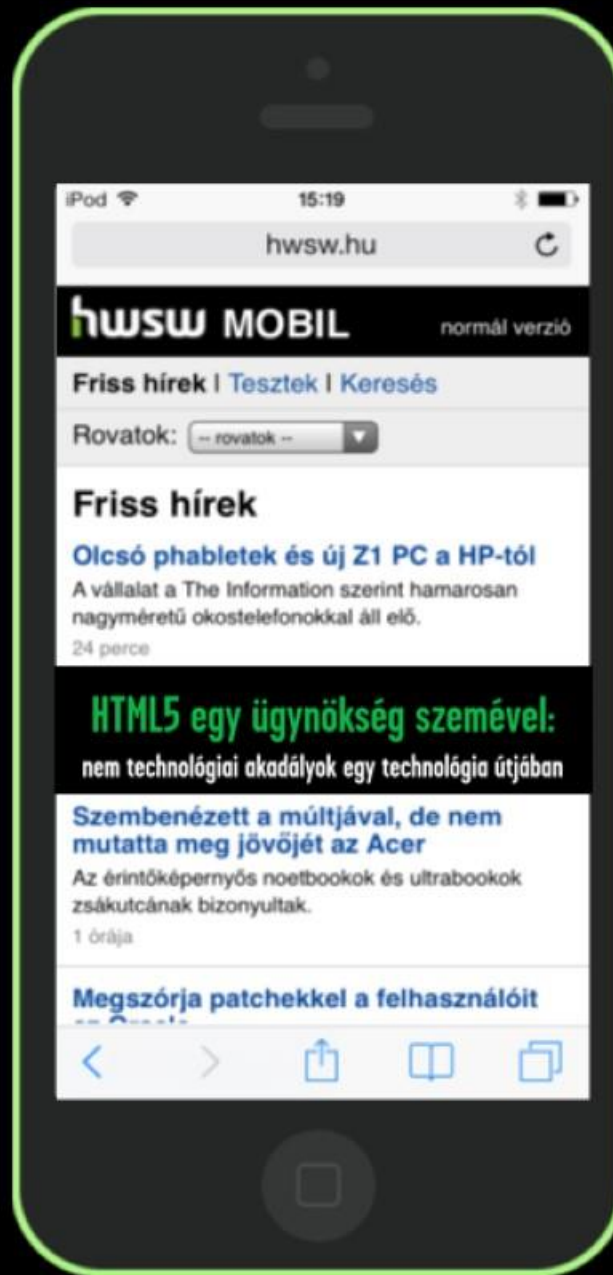 iPod 15:19
hwsw.hu
hwsw MOBIL normál verzió
Friss hírek | Tesztek | Keresés
Rovatok: -- rovatok --
Friss hírek
Olcsó phabletek és új Z1 PC a HP-tól
A vállalat a The Information szerint hamarosan
nagyméretű okostelefonokkal áll elő.
24 perce
HTML5 egy ügynökség szemével:
nem technológiai akadályok egy technológia útjában
Szembenézett a múltjával, de nem
mutatta meg jövőjét az Acer
Az érintőképernyős noetbookok és ultrabookok
zsákutcának bizonyultak.
1 órája
Megszórja patchekkel a felhasználóit